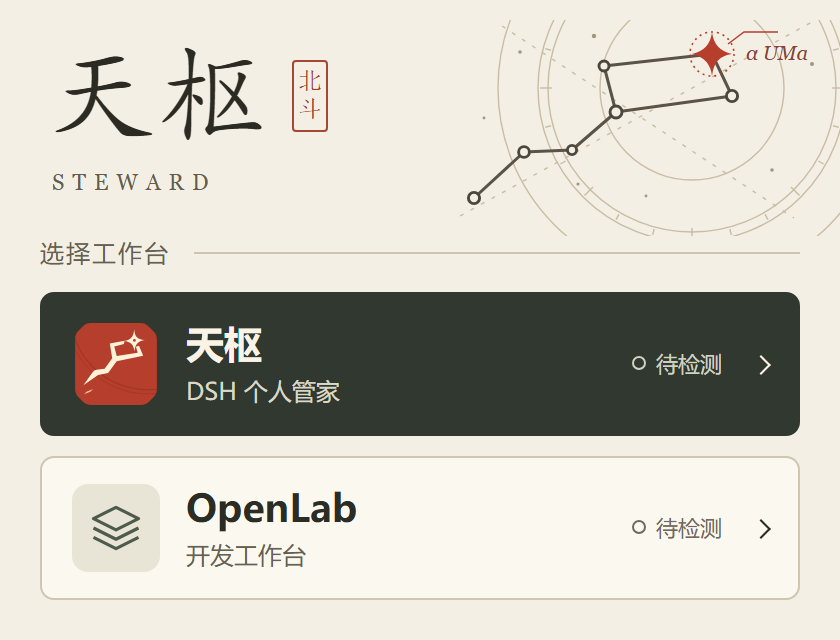 天枢
北斗
α UMa
STEWARD
选择工作台
天枢
DSH 个人管家
待检测
OpenLab
开发工作台
待检测